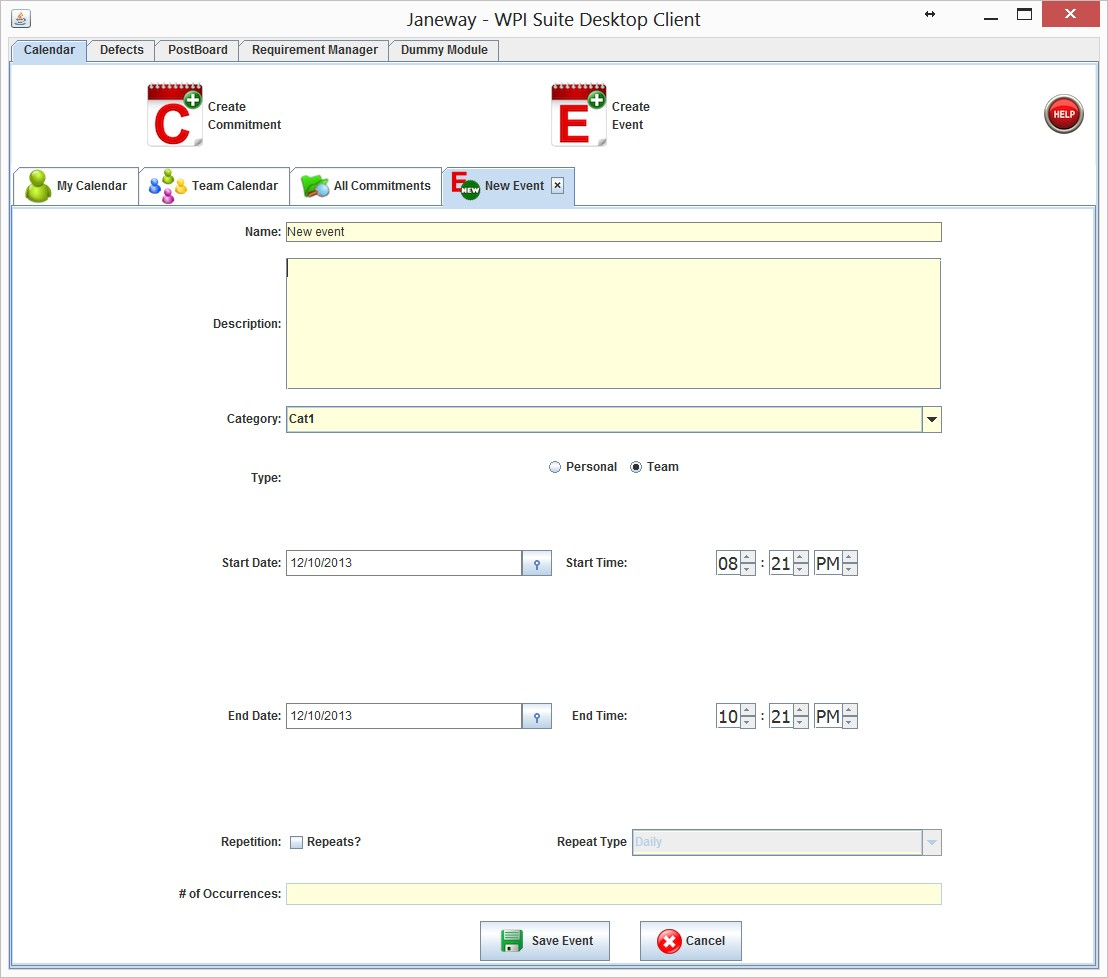 Janeway - WPI Suite Desktop Client
Calendar Defects PostBoard Requirement Manager Dummy Module
C Create Commitment
E Create Event
HELP
My Calendar Team Calendar All Commitments E NEW New Event
Name: New event
Description:
Category: Cat1
Type: Personal Team
Start Date: 12/10/2013 Start Time: 08 : 21 PM
End Date: 12/10/2013 End Time: 10 : 21 PM
Repetition: Repeats? Repeat Type Daily
# of Occurrences:
Save Event Cancel